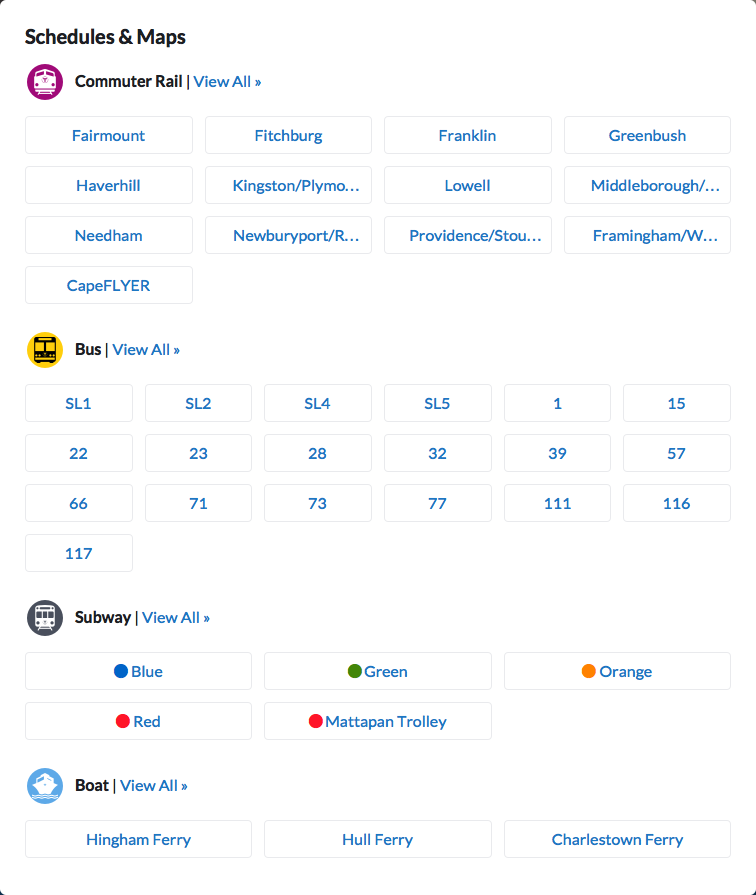 Schedules & Maps
Commuter Rail | View All »
Fairmount Fitchburg Franklin Greenbush
Haverhill Kingston/Plymo... Lowell Middleborough/...
Needham Newburyport/R... Providence/Stou... Framingham/W...
CapeFLYER
Bus | View All »
SL1 SL2 SL4 SL5 1 15
22 23 28 32 39 57
66 71 73 77 111 116
117
Subway | View All »
Blue Green Orange
Red Mattapan Trolley
Boat | View All »
Hingham Ferry Hull Ferry Charlestown Ferry